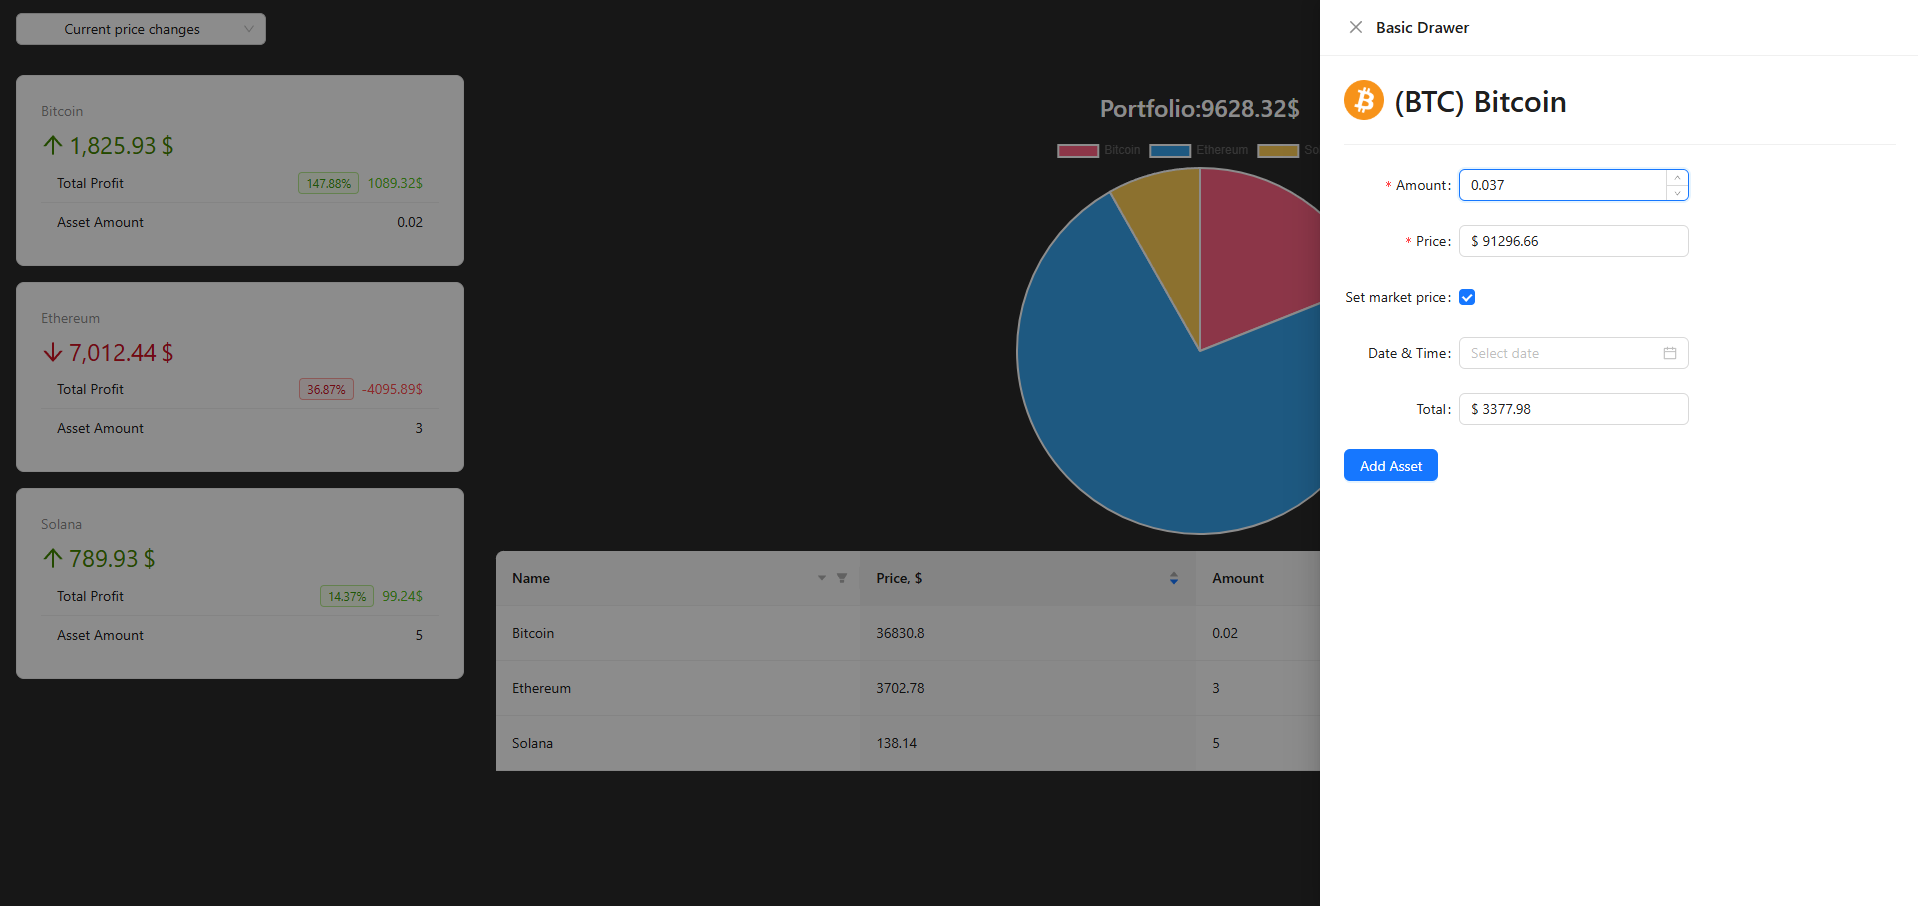 Current price changes
Bitcoin
1,825.93 $
Total Profit 147.88% 1089.32$
Asset Amount 0.02
Ethereum
7,012.44 $
Total Profit 36.87% -4095.89$
Asset Amount 3
Solana
789.93 $
Total Profit 14.37% 99.24$
Asset Amount 5
Portfolio:9628.32$
Bitcoin Ethereum So
Name Price, $ Amount
Bitcoin 36830.8 0.02
Ethereum 3702.78 3
Solana 138.14 5
Basic Drawer
(BTC) Bitcoin
* Amount: 0.037
* Price: $ 91296.66
Set market price:
Date & Time: Select date
Total: $ 3377.98
Add Asset